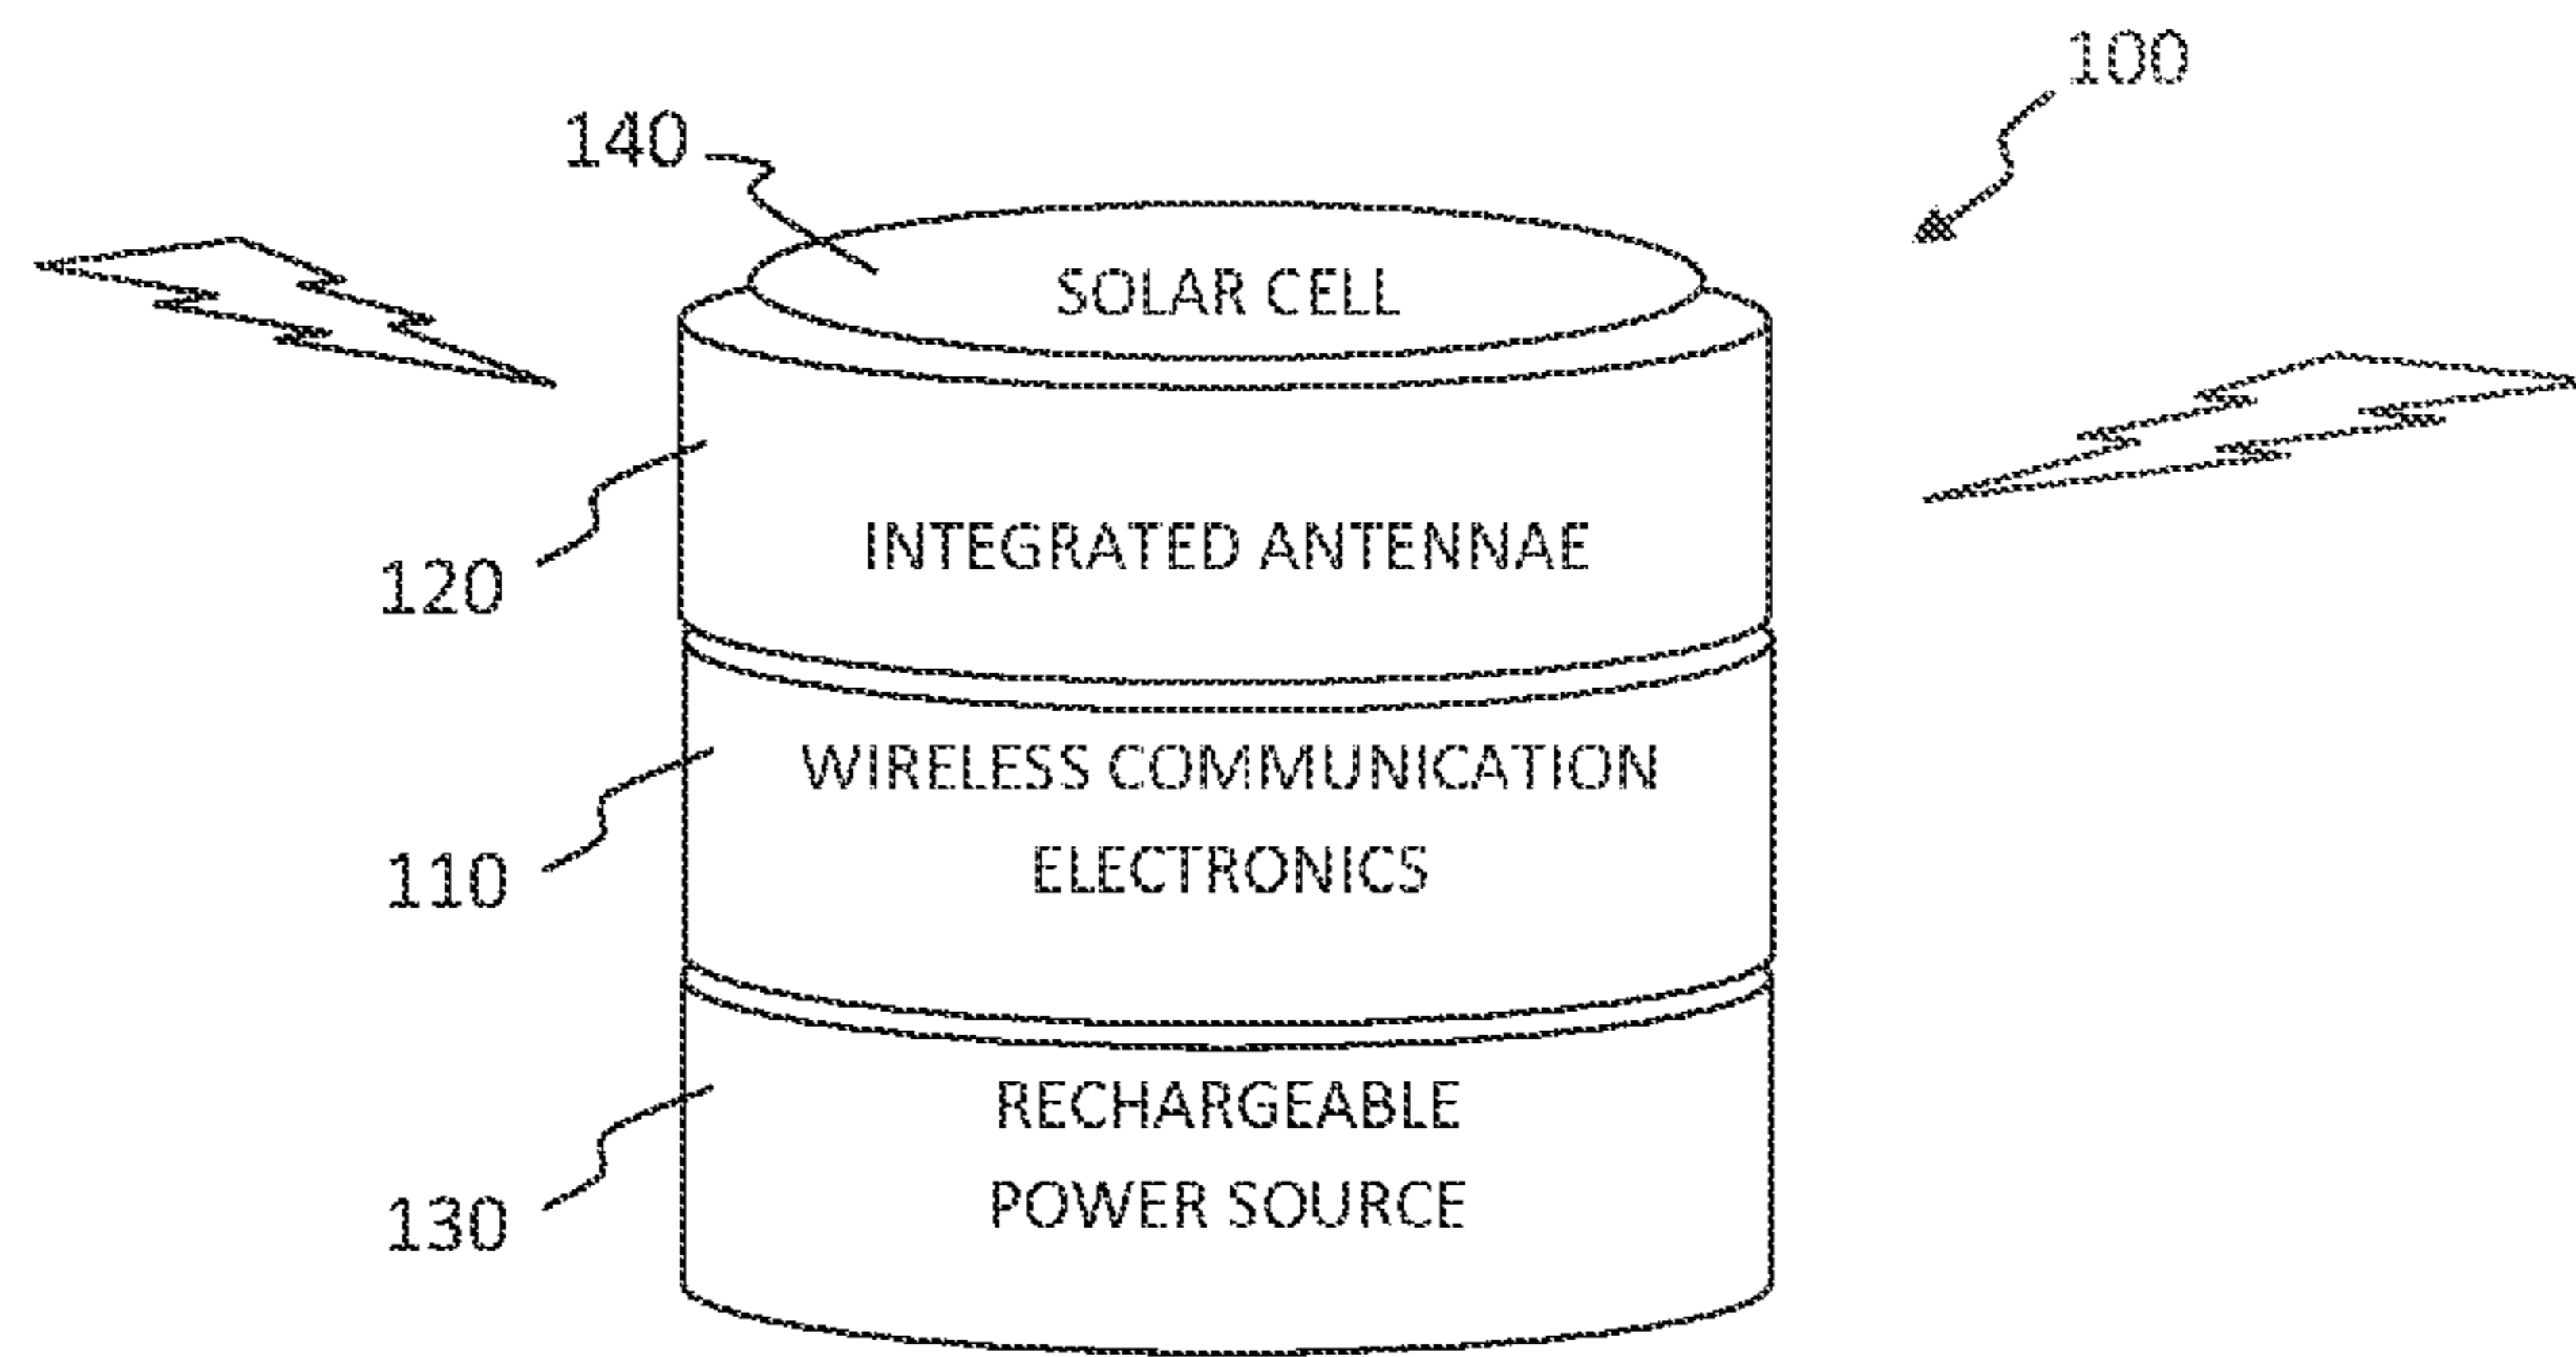 100
140
SOLAR CELL
INTEGRATED ANTENNAE
120
WIRELESS COMMUNICATION
ELECTRONICS
110
RECHARGEABLE
POWER SOURCE
130